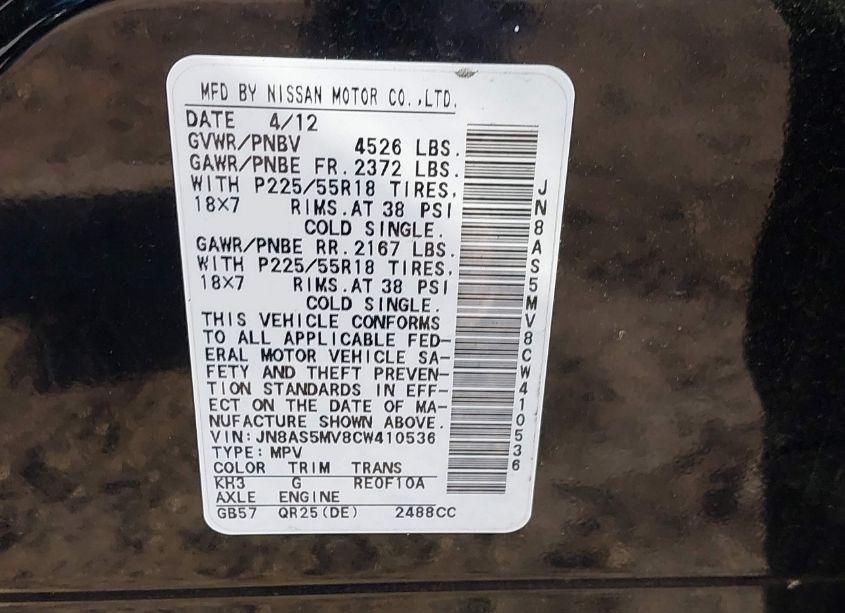 MFD BY NISSAN MOTOR CO.,LTD.
DATE 4/12
GVWR/PNBV 4526 LBS.
GAWR/PNBE FR. 2372 LBS.
WITH P225/55R18 TIRES,
18X7 RIMS.AT 38 PSI
COLD SINGLE.
GAWR/PNBE RR. 2167 LBS.
WITH P225/55R18 TIRES,
18X7 RIMS.AT 38 PSI
COLD SINGLE.
THIS VEHICLE CONFORMS
TO ALL APPLICABLE FED-
ERAL MOTOR VEHICLE SA-
FETY AND THEFT PREVEN-
TION STANDARDS IN EFF-
ECT ON THE DATE OF MA-
NUFACTURE SHOWN ABOVE.
VIN:JN8AS5MV8CW410536
TYPE:MPV
COLOR TRIM TRANS
KH3 G RE0F10A
AXLE ENGINE
GB57 QR25(DE) 2488CC
JN8AS5MV8CW410536